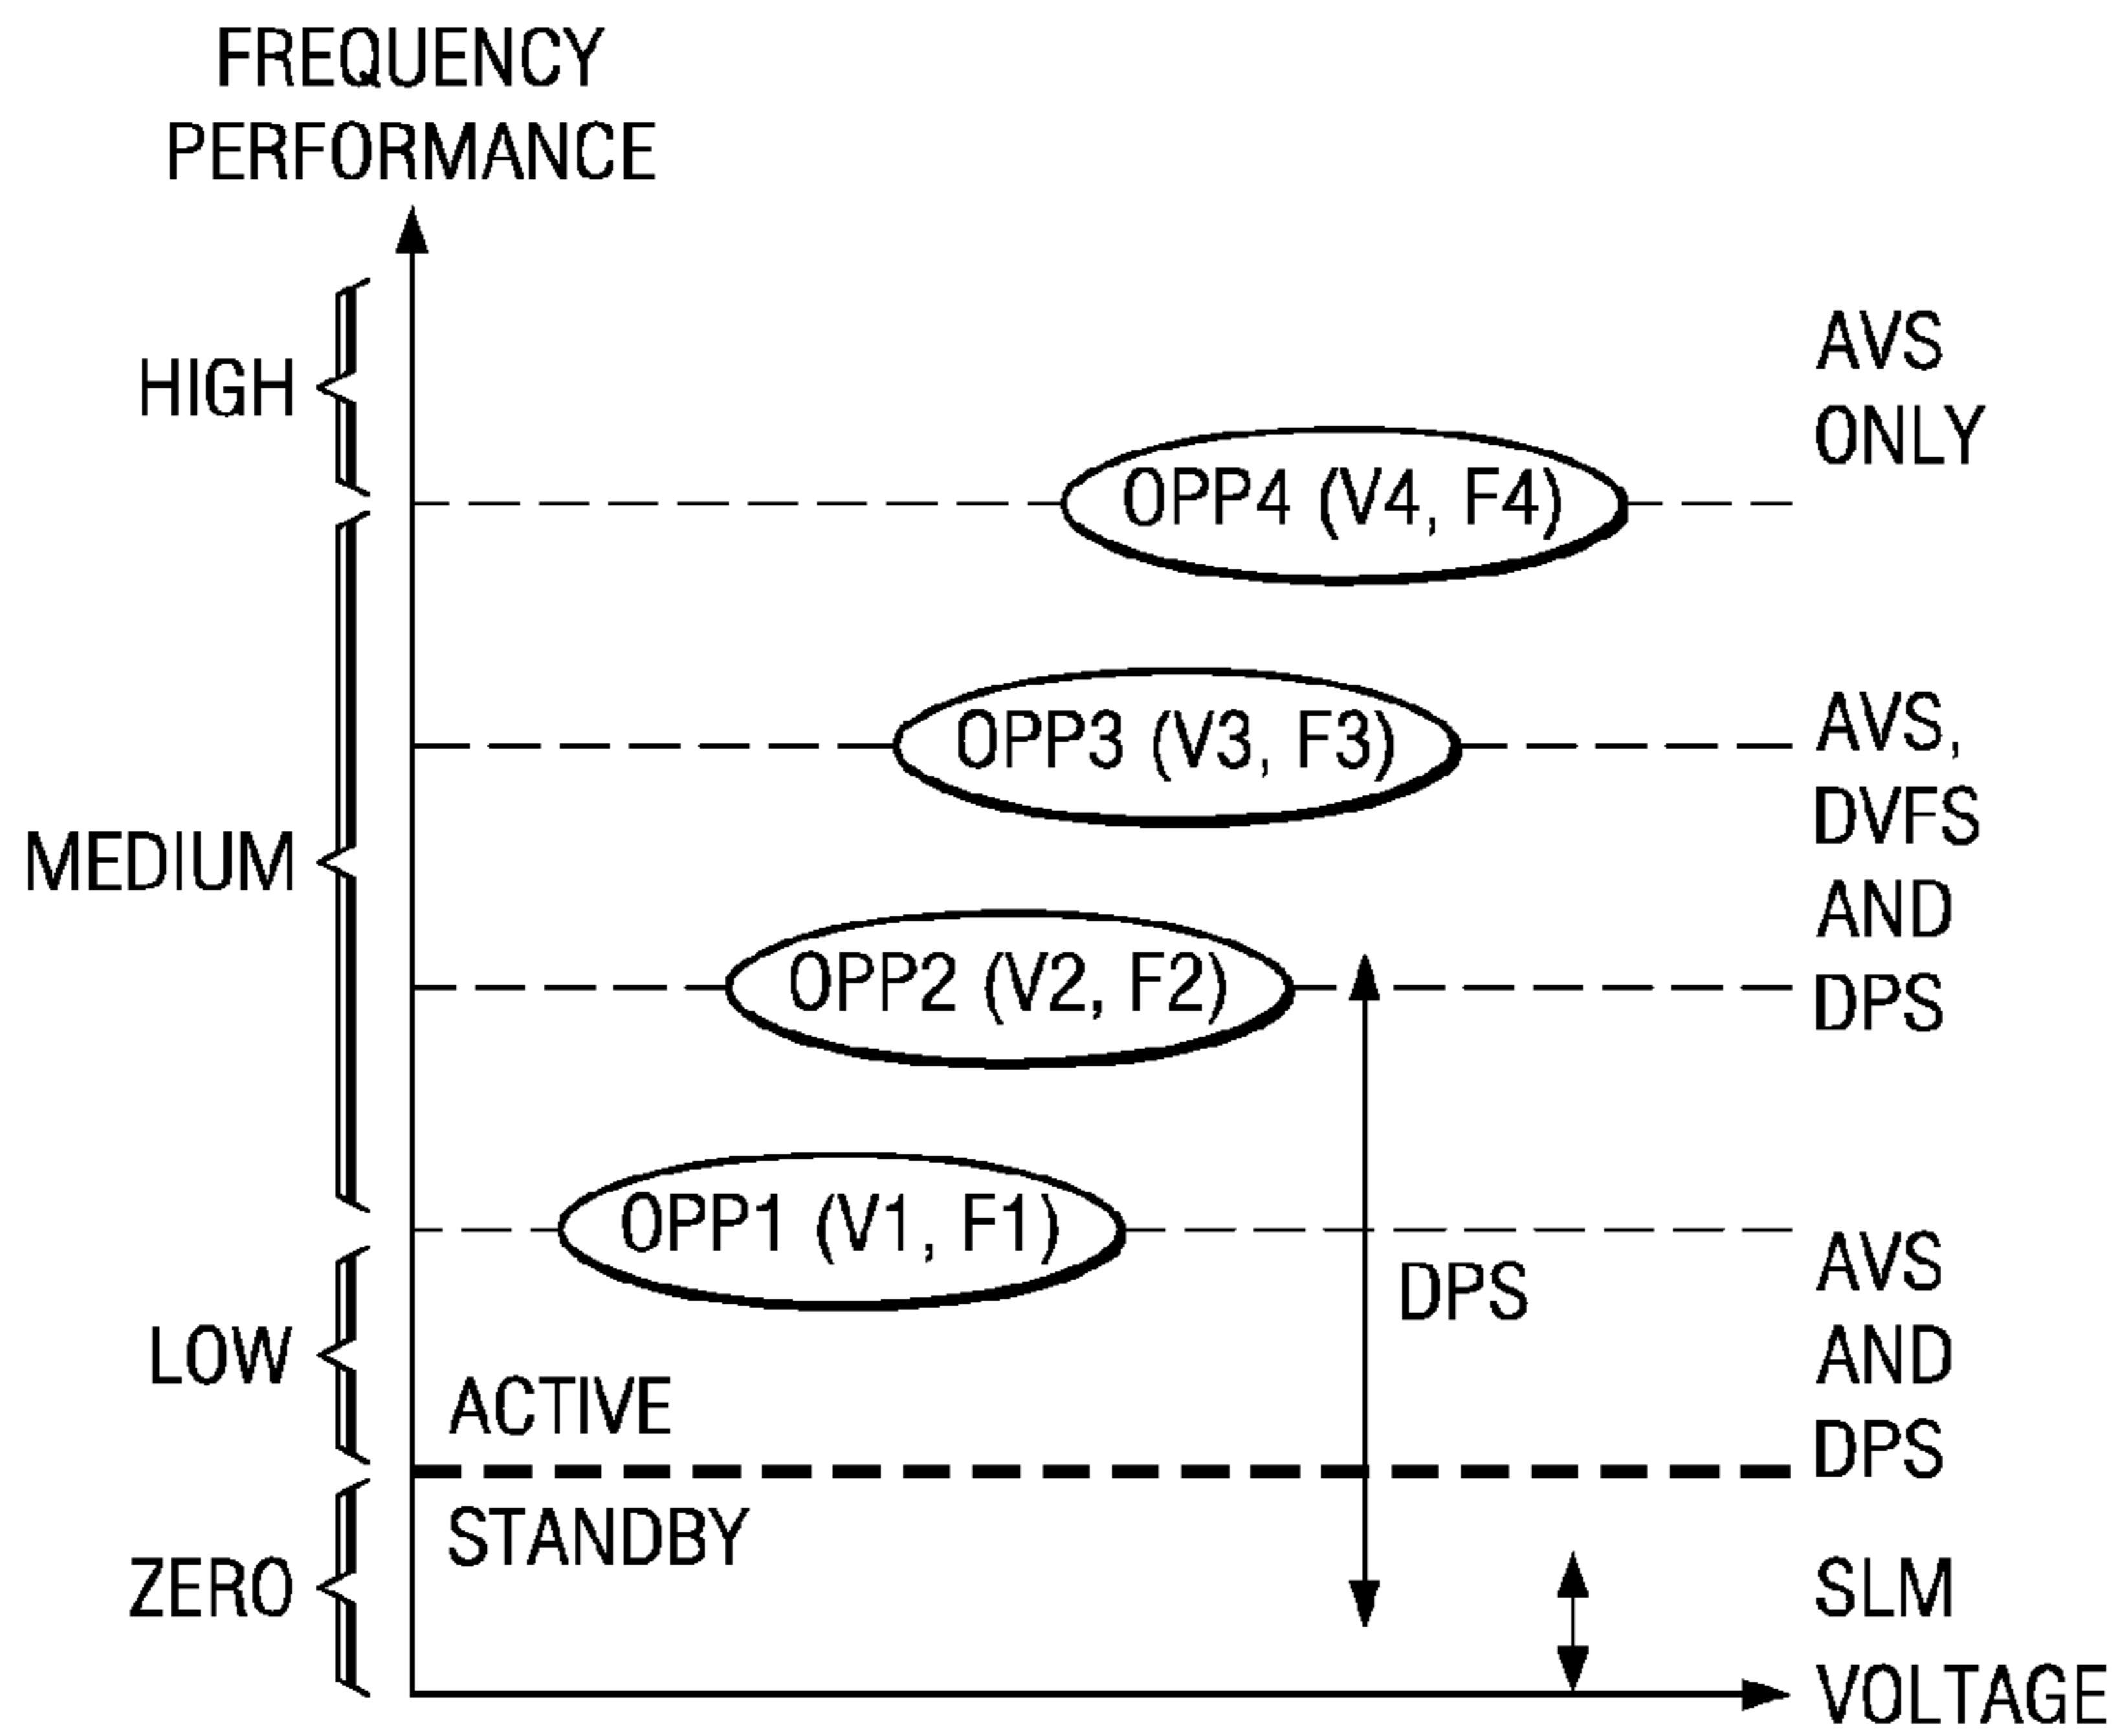 FREQUENCY
PERFORMANCE
HIGH
AVS
ONLY
OPP4 (V4, F4)
MEDIUM
OPP3 (V3, F3)
AVS,
DVFS
AND
DPS
OPP2 (V2, F2)
OPP1 (V1, F1)
DPS
LOW
AVS
AND
DPS
ACTIVE
STANDBY
ZERO
SLM
VOLTAGE